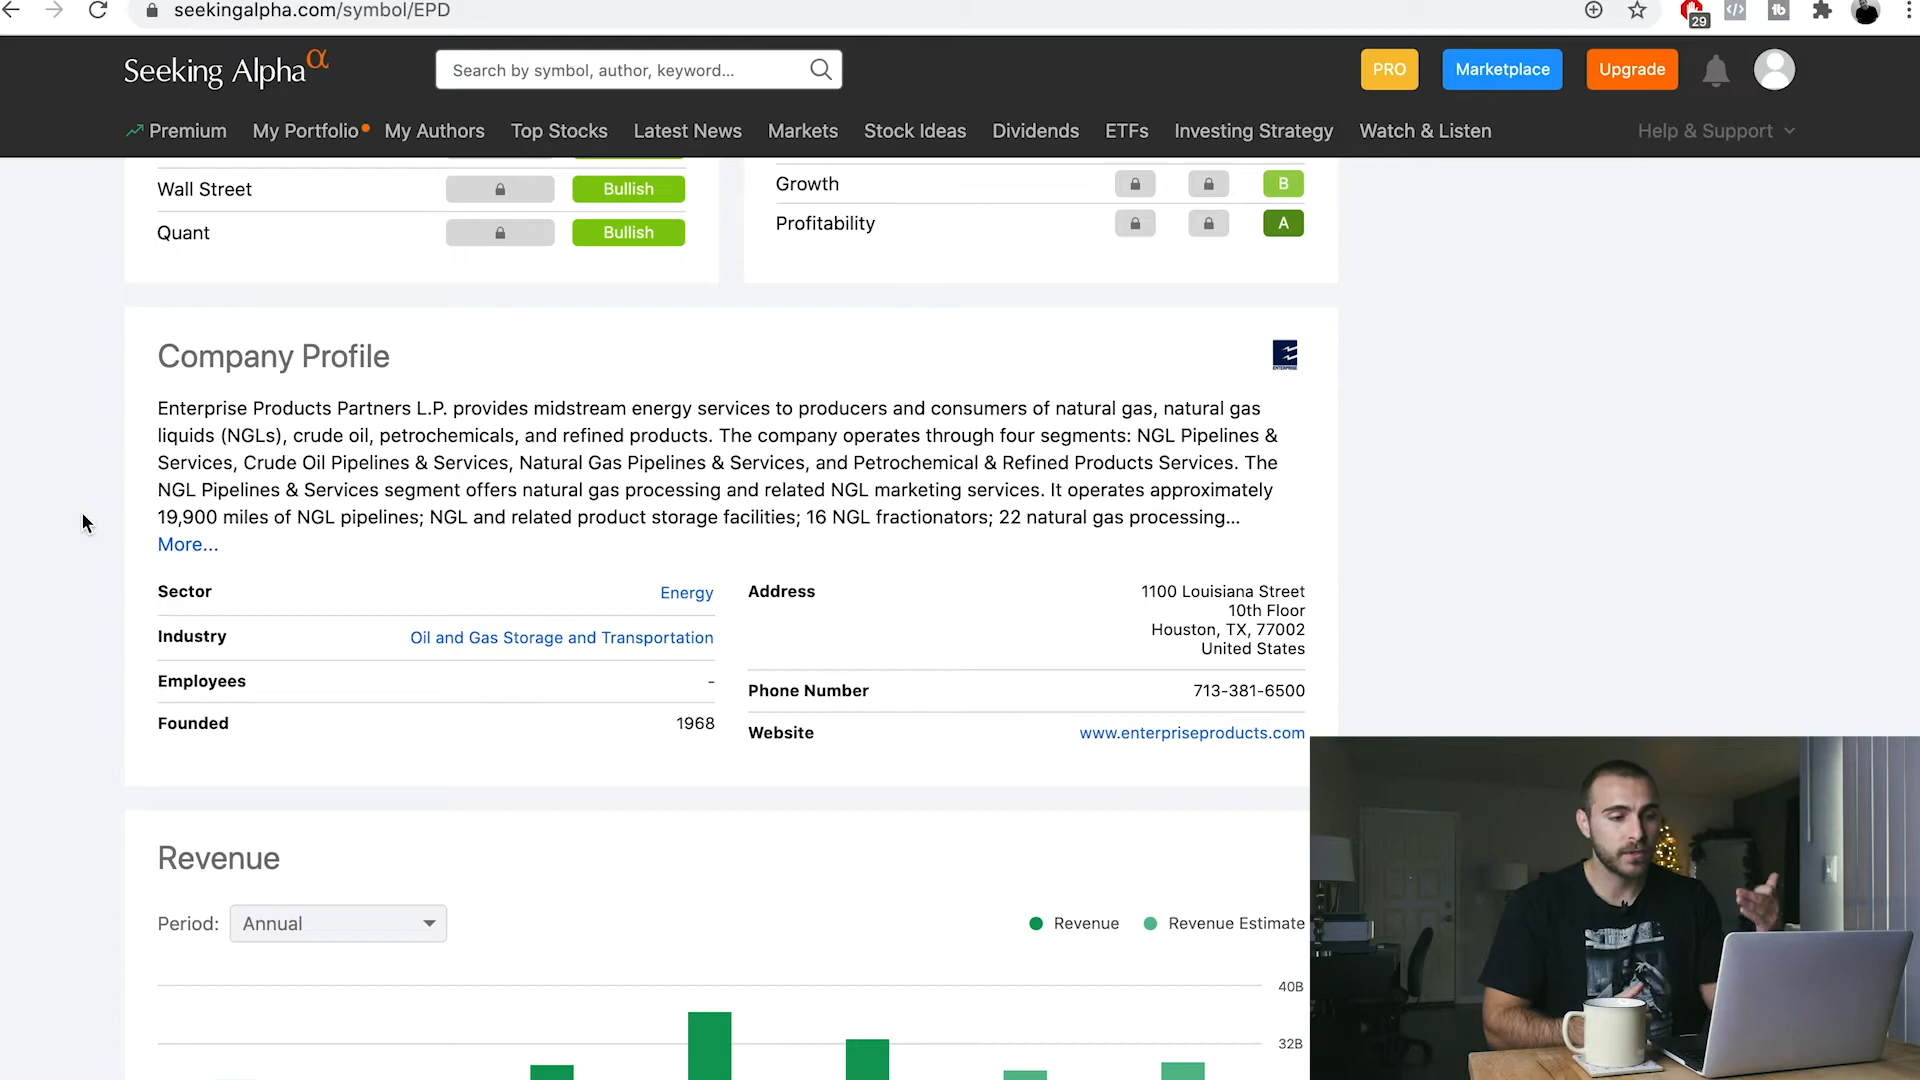 seekingalpha.com/symbol/EPD
29
</>
tb
Seeking Alpha α
Search by symbol, author, keyword...
PRO
Marketplace
Upgrade
Premium
My Portfolio
My Authors
Top Stocks
Latest News
Markets
Stock Ideas
Dividends
ETFs
Investing Strategy
Watch & Listen
Help & Support
Wall Street
Bullish
Quant
Bullish
Growth
B
Profitability
A
Company Profile
ENTERPRISE
Enterprise Products Partners L.P. provides midstream energy services to producers and consumers of natural gas, natural gas
liquids (NGLs), crude oil, petrochemicals, and refined products. The company operates through four segments: NGL Pipelines &
Services, Crude Oil Pipelines & Services, Natural Gas Pipelines & Services, and Petrochemical & Refined Products Services. The
NGL Pipelines & Services segment offers natural gas processing and related NGL marketing services. It operates approximately
19,900 miles of NGL pipelines; NGL and related product storage facilities; 16 NGL fractionators; 22 natural gas processing...
More...
Sector
Energy
Industry
Oil and Gas Storage and Transportation
Employees
-
Founded
1968
Address
1100 Louisiana Street
10th Floor
Houston, TX, 77002
United States
Phone Number
713-381-6500
Website
www.enterpriseproducts.com
Revenue
Period:
Annual
Revenue
Revenue Estimate
40B
32B